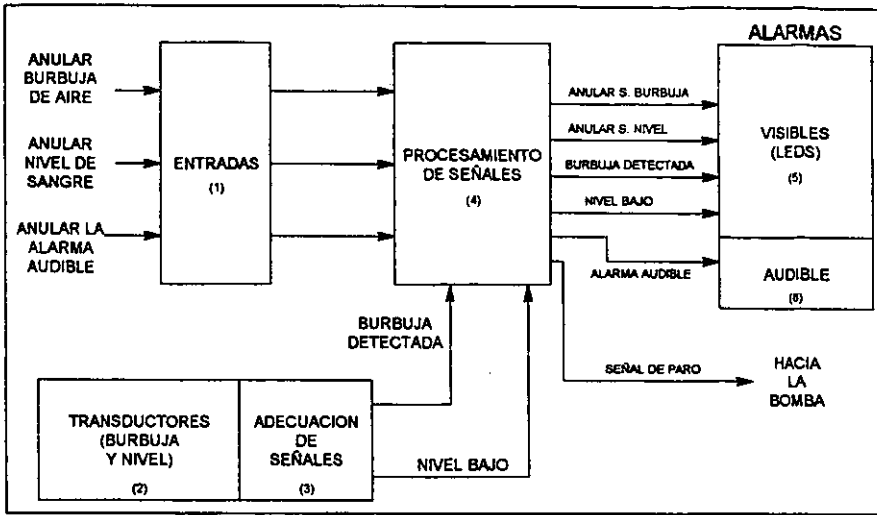 ALARMAS
ANULAR
BURBUJA
DE AIRE
ANULAR
NIVEL DE
SANGRE
ANULAR LA
ALARMA
AUDIBLE
ENTRADAS
(1)
PROCESAMIENTO
DE SEÑALES
(4)
ANULAR S. BURBUJA
ANULAR S. NIVEL
BURBUJA DETECTADA
NIVEL BAJO
ALARMA AUDIBLE
SEÑAL DE PARO
VISIBLES
(LEDS)
(5)
AUDIBLE
(6)
HACIA
LA
BOMBA
BURBUJA
DETECTADA
NIVEL BAJO
TRANSDUCTORES
(BURBUJA
Y NIVEL)
(2)
ADECUACION
DE
SEÑALES
(3)